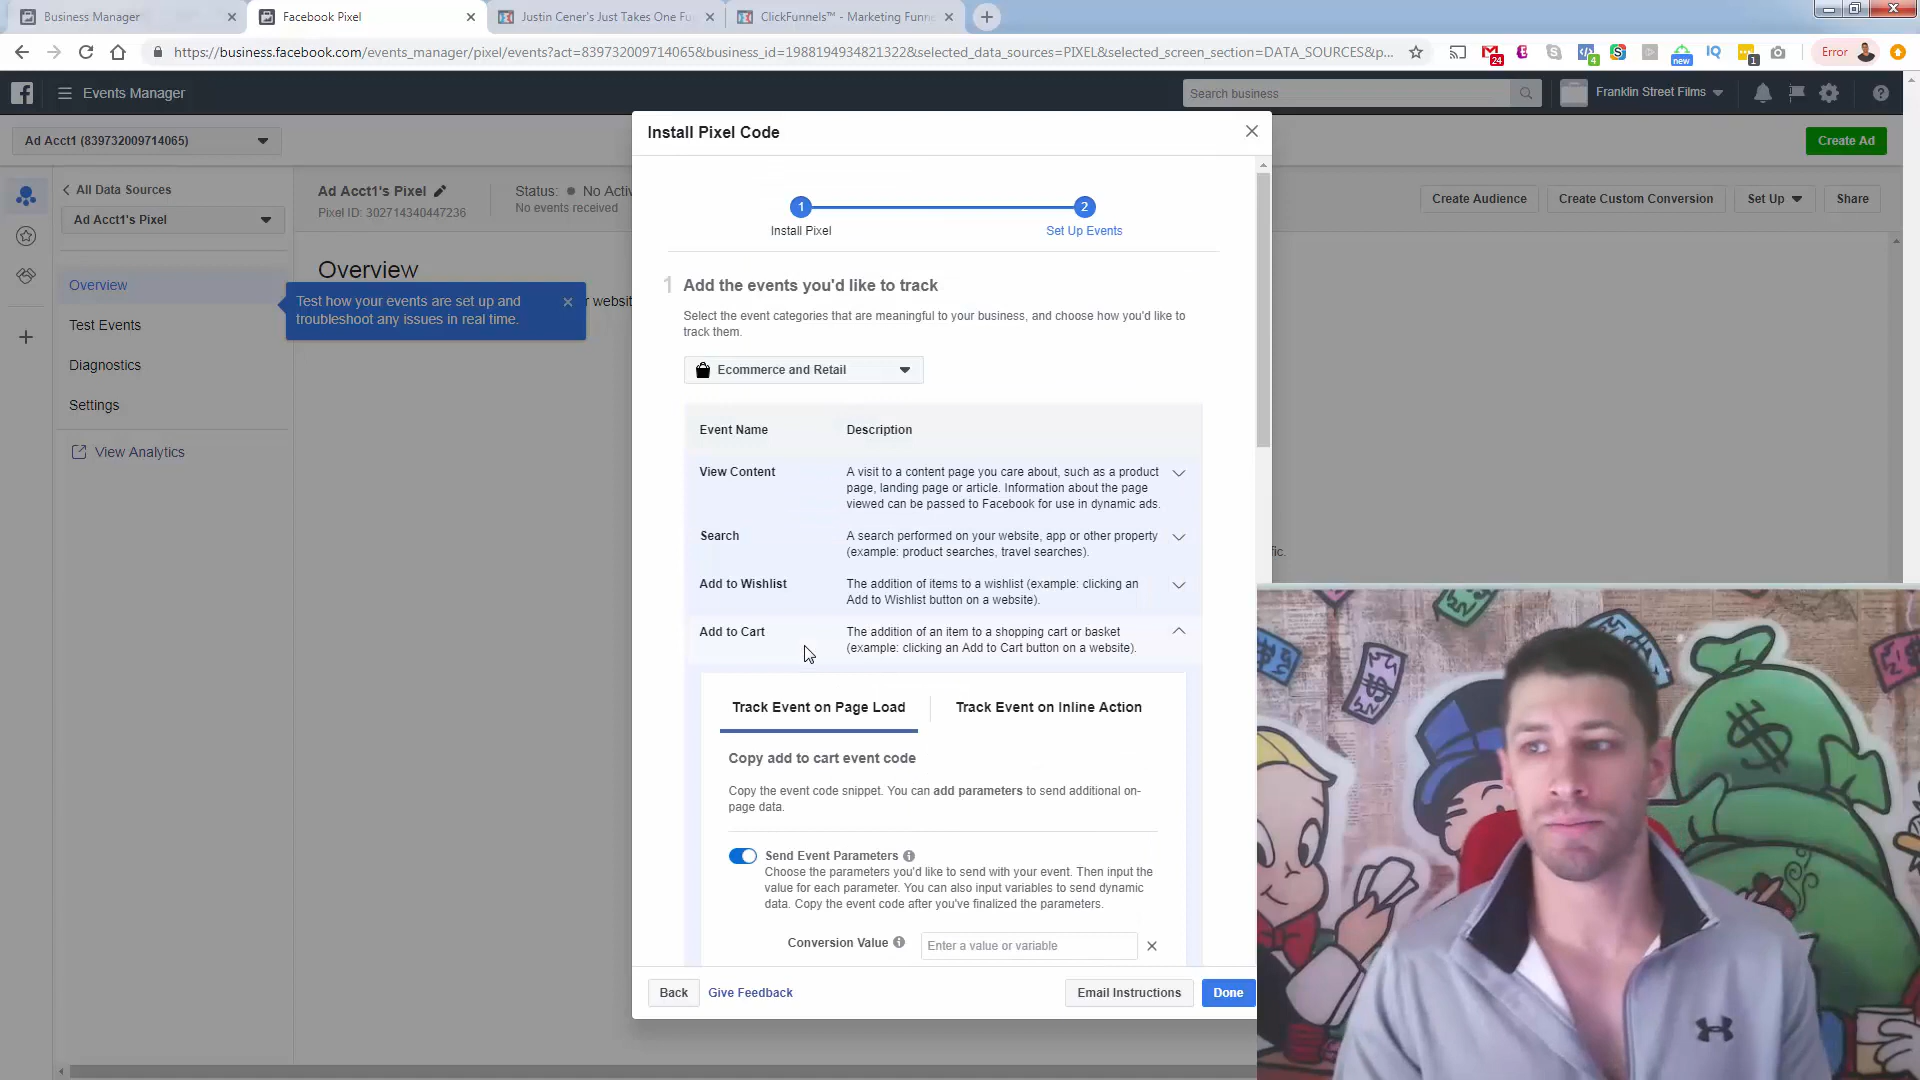 Business Manager
Facebook Pixel
Justin Cener's Just Takes One Fu
ClickFunnels™ - Marketing Funne
https://business.facebook.com/events_manager/pixel/events?act=839732009714065&business_id=1988194934821322&selected_data_sources=PIXEL&selected_screen_section=DATA_SOURCES&p...
24
4
new
IQ
1
Error
Events Manager
Search business
Franklin Street Films
Ad Acct1 (839732009714065)
Install Pixel Code
Create Ad
All Data Sources
Ad Acct1's Pixel
Ad Acct1's Pixel
Pixel ID: 302714340447236
Status: No Activ
No events received
Create Audience
Create Custom Conversion
Set Up
Share
1
2
Install Pixel
Set Up Events
Overview
Overview
Test how your events are set up and
troubleshoot any issues in real time.
r websit
Test Events
Diagnostics
Settings
View Analytics
1 Add the events you'd like to track
Select the event categories that are meaningful to your business, and choose how you'd like to
track them.
Ecommerce and Retail
Event Name
Description
View Content
A visit to a content page you care about, such as a product
page, landing page or article. Information about the page
viewed can be passed to Facebook for use in dynamic ads.
Search
A search performed on your website, app or other property
(example: product searches, travel searches).
fic.
Add to Wishlist
The addition of items to a wishlist (example: clicking an
Add to Wishlist button on a website).
Add to Cart
The addition of an item to a shopping cart or basket
(example: clicking an Add to Cart button on a website).
Track Event on Page Load
Track Event on Inline Action
Copy add to cart event code
Copy the event code snippet. You can add parameters to send additional on-
page data.
Send Event Parameters
Choose the parameters you'd like to send with your event. Then input the
value for each parameter. You can also input variables to send dynamic
data. Copy the event code after you've finalized the parameters.
Conversion Value
Enter a value or variable
Back
Give Feedback
Email Instructions
Done